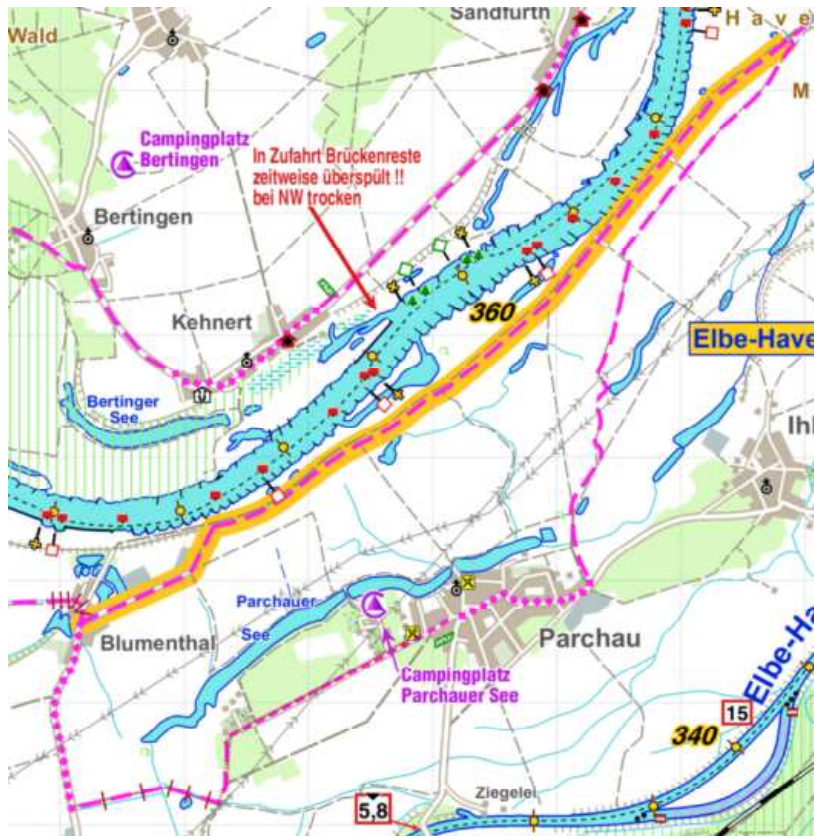 Sandfurth
H a v e
Wald
M
Campingplatz
Bertingen
In Zufahrt Brückenreste
zeitweise überspült !!
bei NW trocken
Bertingen
360
Kehnert
Elbe-Have
Bertinger
See
Ihl
Parchauer
See
Blumenthal
Parchau
Campingplatz
Parchauer See
Elbe-Ha
15
340
Ziegelei
5,8